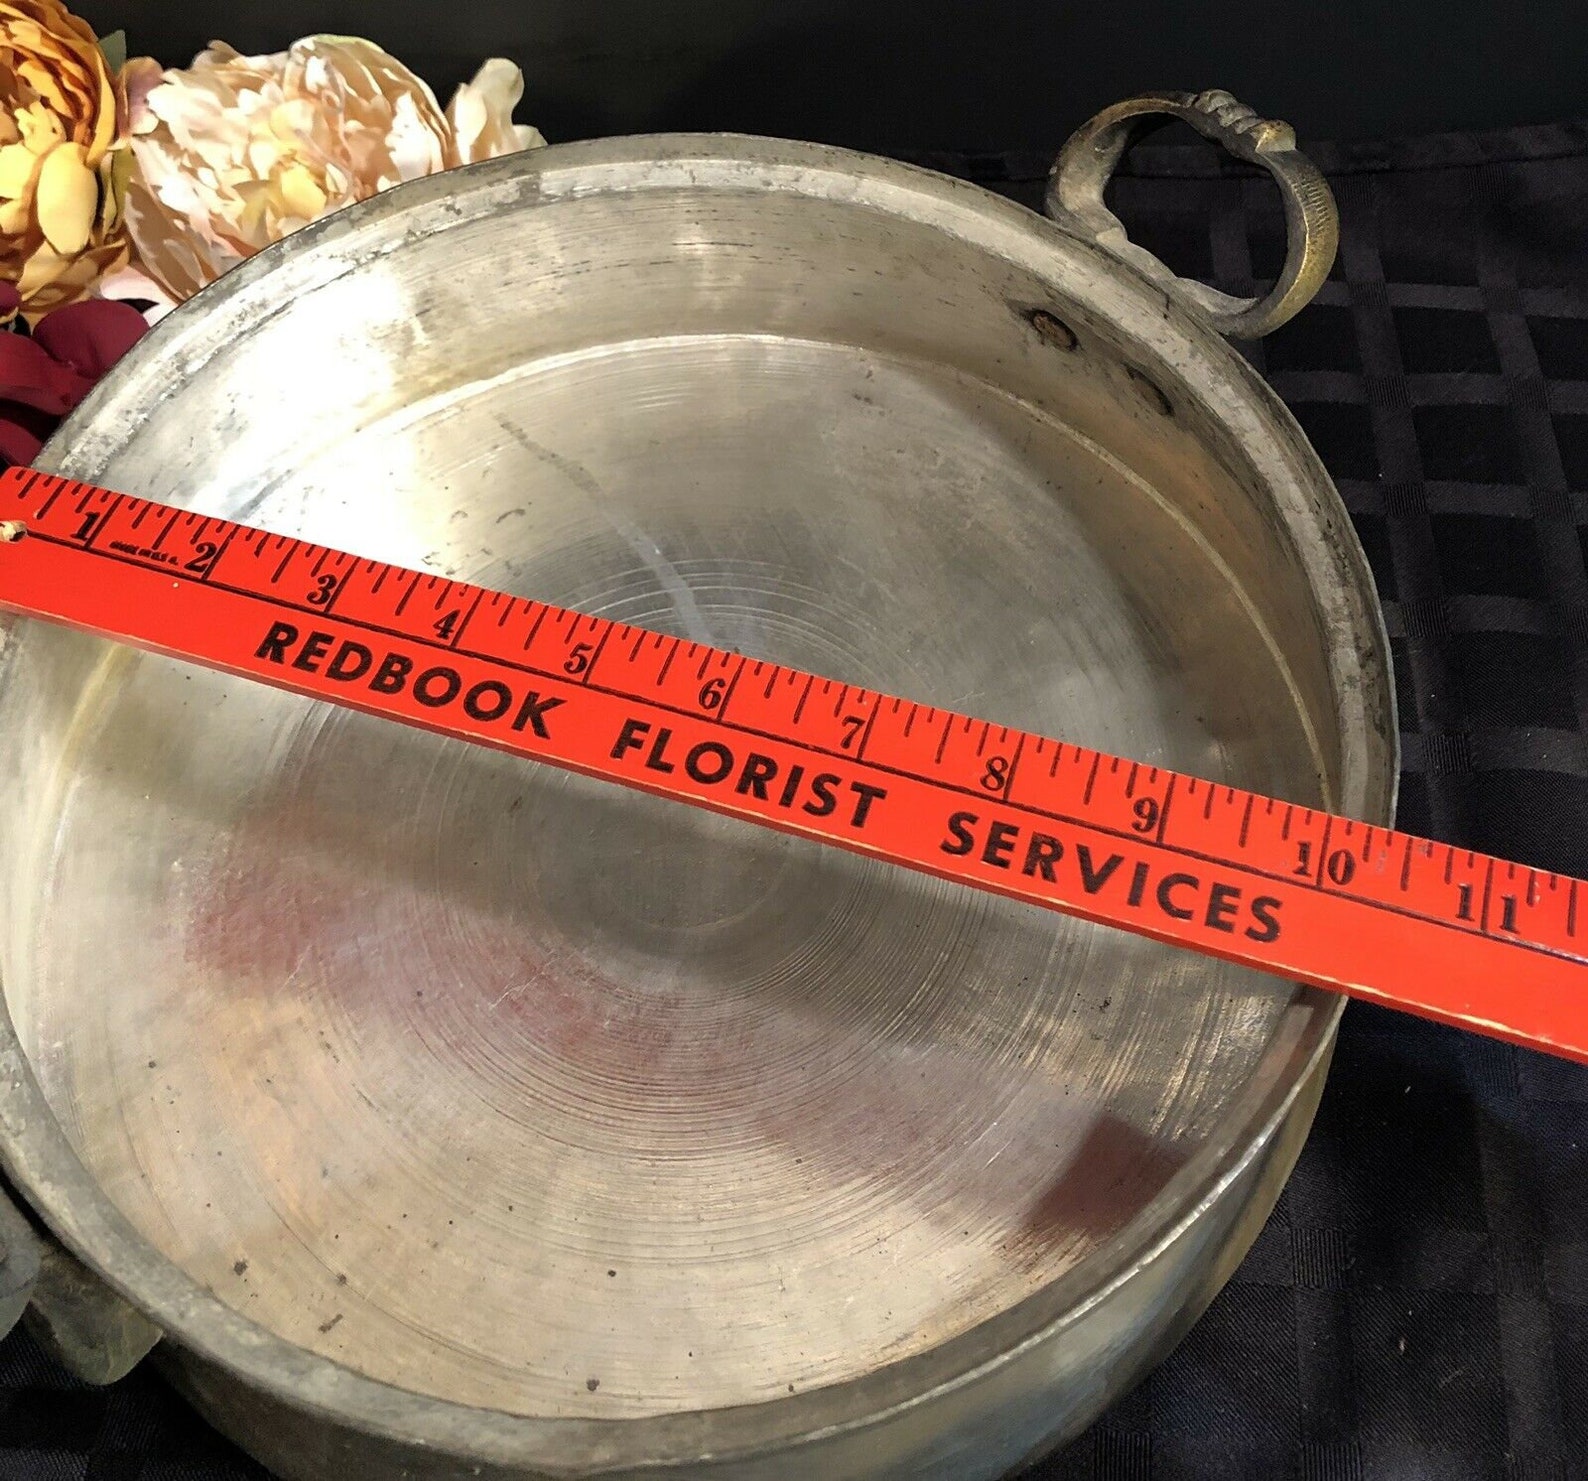 1 2 3 4 5 6 7 8 9 10 11
REDBOOK FLORIST SERVICES